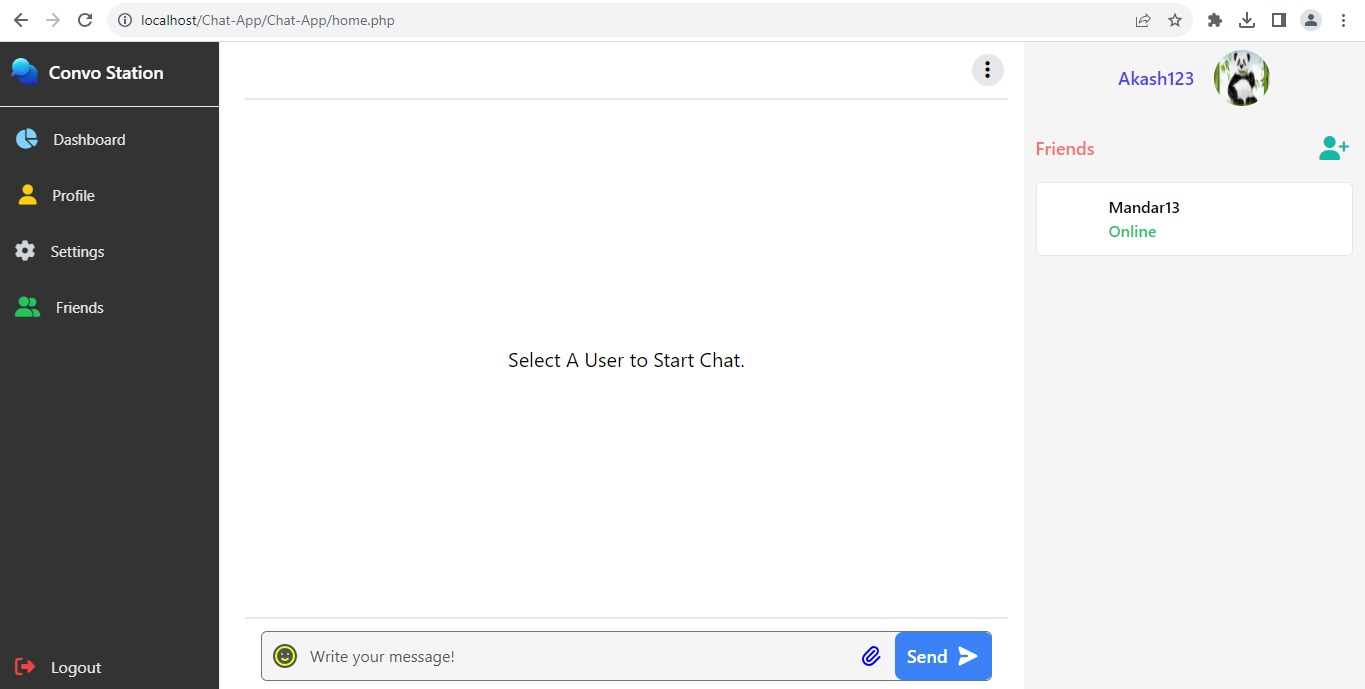 localhost/Chat-App/Chat-App/home.php
Convo Station
Dashboard
Profile
Settings
Friends
Logout
Select A User to Start Chat.
Write your message!
Send
Akash123
Friends
Mandar13
Online